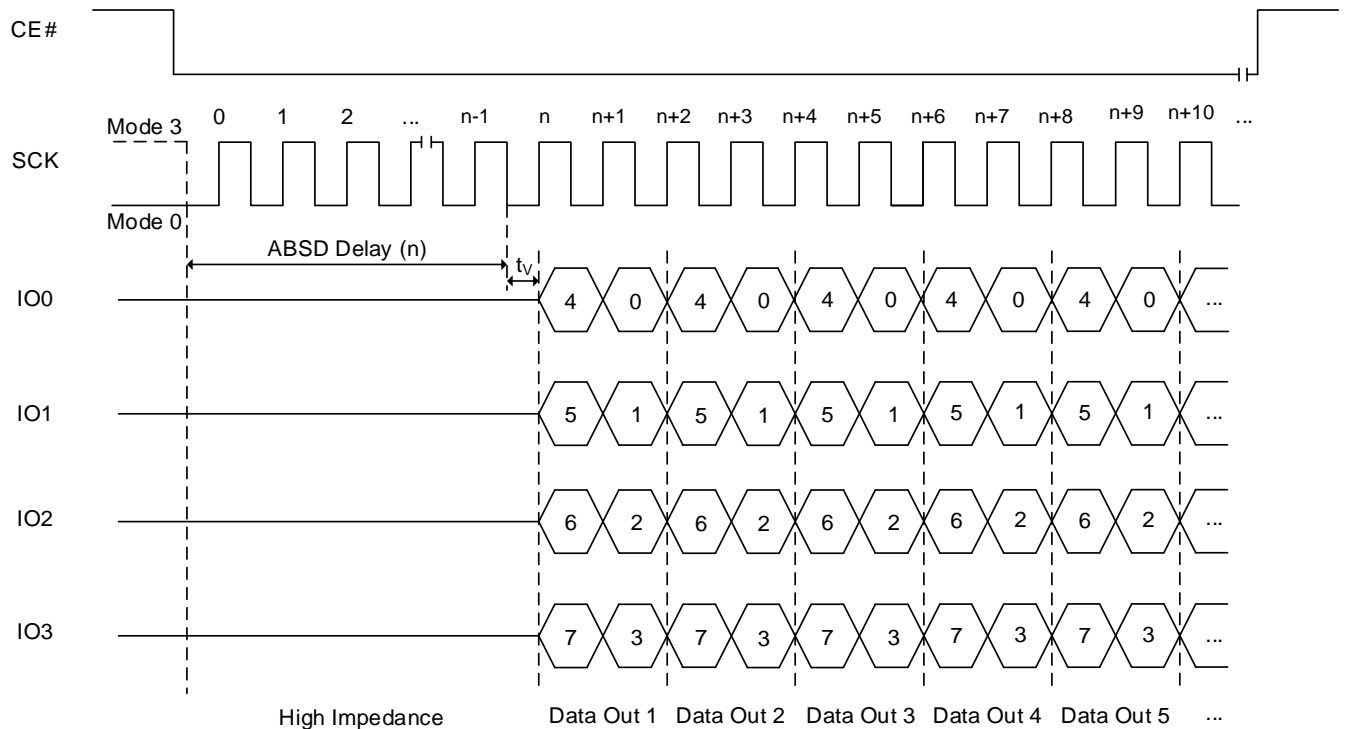 CE#
0 1 2 ... n-1 n n+1 n+2 n+3 n+4 n+5 n+6 n+7 n+8 n+9 n+10 ...
Mode 3
SCK
Mode 0
ABSD Delay (n)
tV
IO0 4 0 4 0 4 0 4 0 4 0 ...
IO1 5 1 5 1 5 1 5 1 5 1 ...
IO2 6 2 6 2 6 2 6 2 6 2 ...
IO3 7 3 7 3 7 3 7 3 7 3 ...
High Impedance Data Out 1 Data Out 2 Data Out 3 Data Out 4 Data Out 5 ...